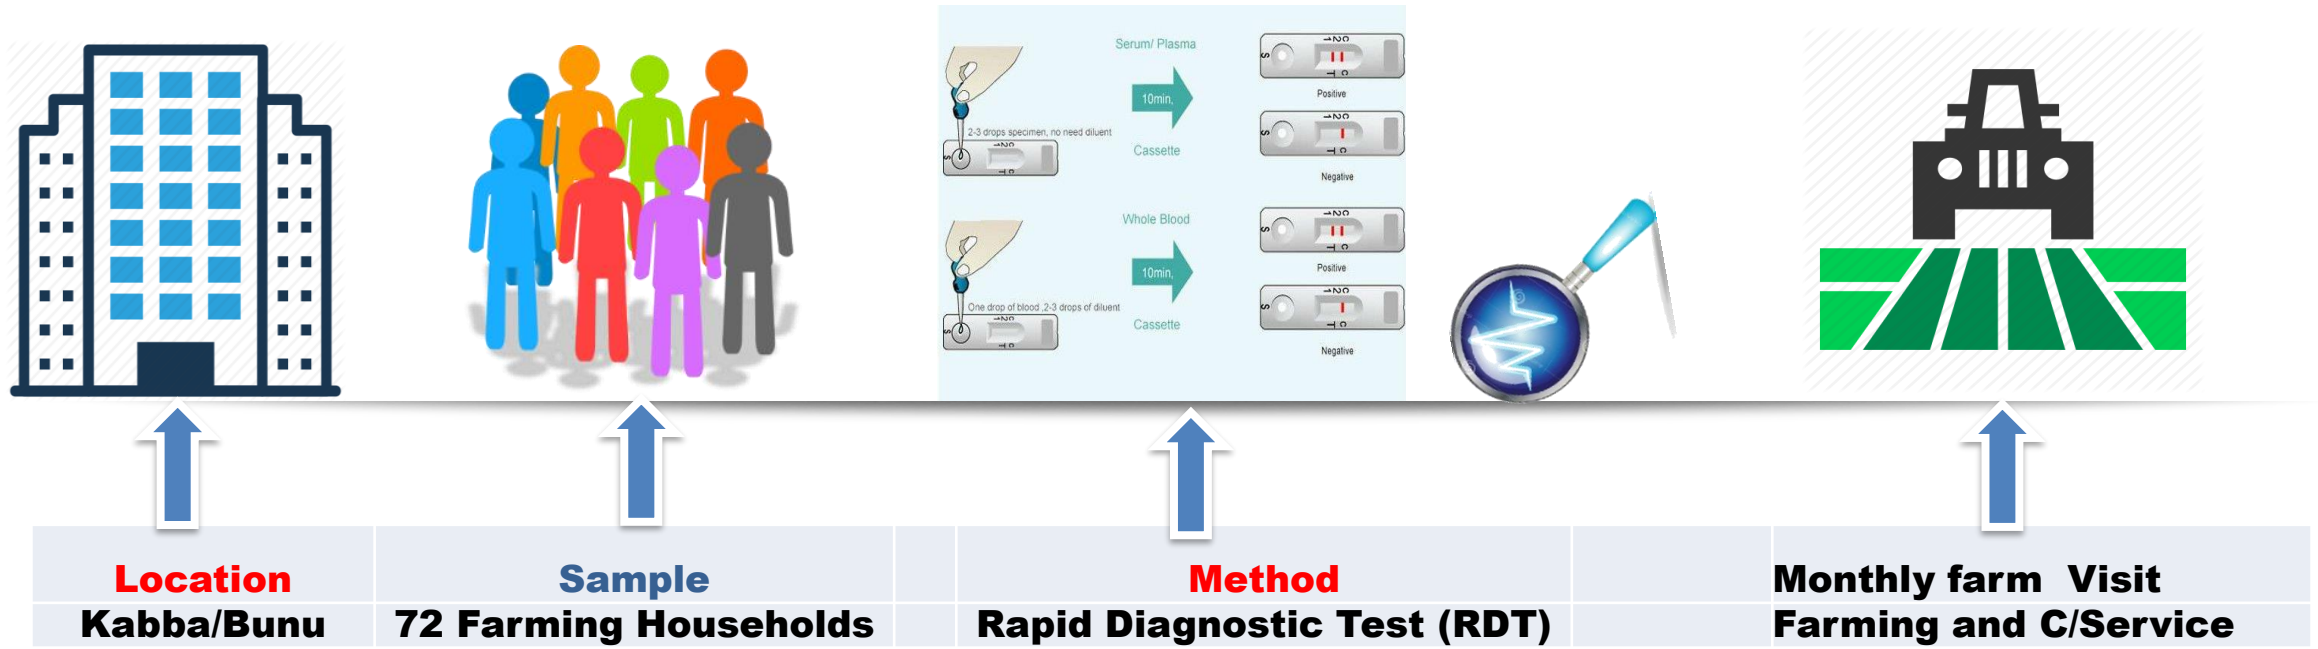 Serum/ Plasma
10min,
2-3 drops specimen, no need diluent
Cassette
Positive
Negative
Whole Blood
10min,
One drop of blood ,2-3 drops of diluent
Cassette
Positive
Negative
Location
Sample
Method
Monthly farm Visit
Kabba/Bunu
72 Farming Households
Rapid Diagnostic Test (RDT)
Farming and C/Service